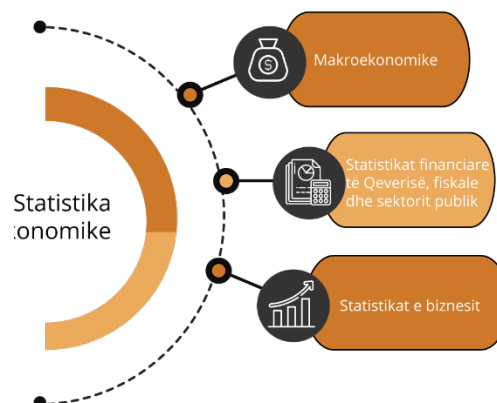 Statistika
konomike
Makroekonomike
Statistikat financiare
të Qeverisë, fiskale
dhe sektorit publik
Statistikat e biznesit
$